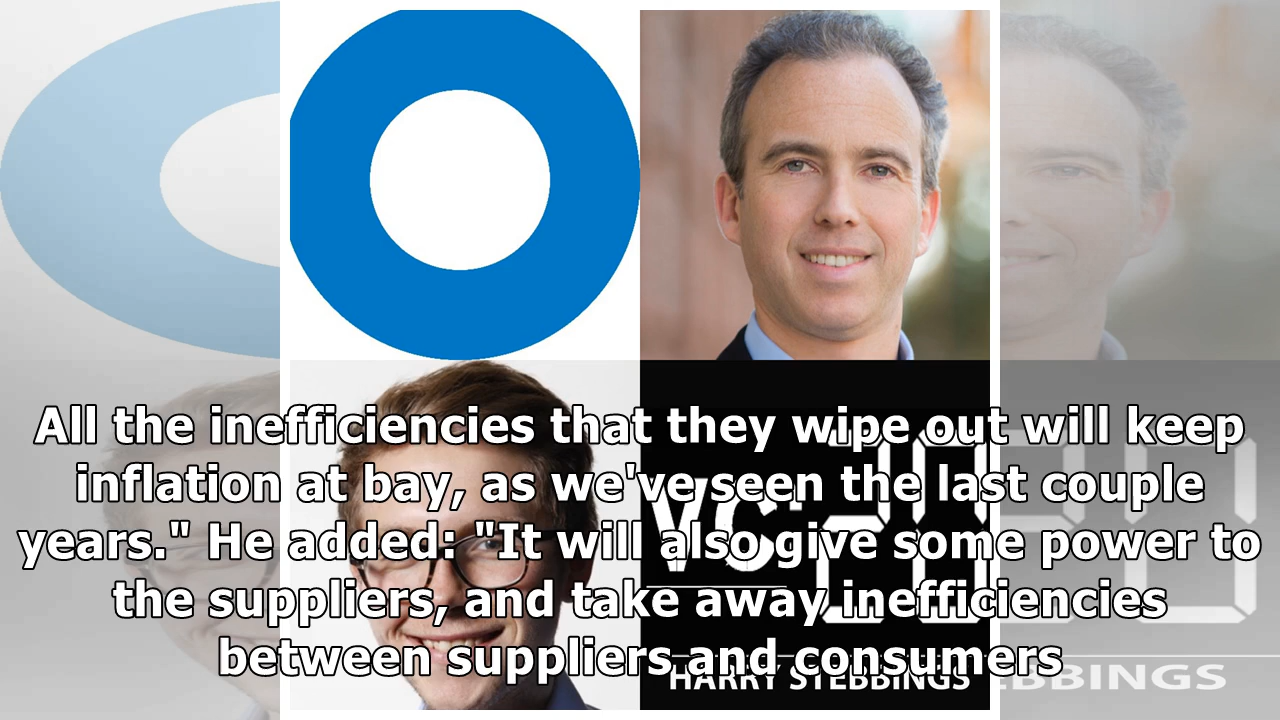 All the inefficiencies that they wipe out will keep
inflation at bay, as we've seen the last couple
years." He added: "It will also give some power to
the suppliers, and take away inefficiencies
between suppliers and consumers
VC
HARRY STEBBINGS
EBBINGS